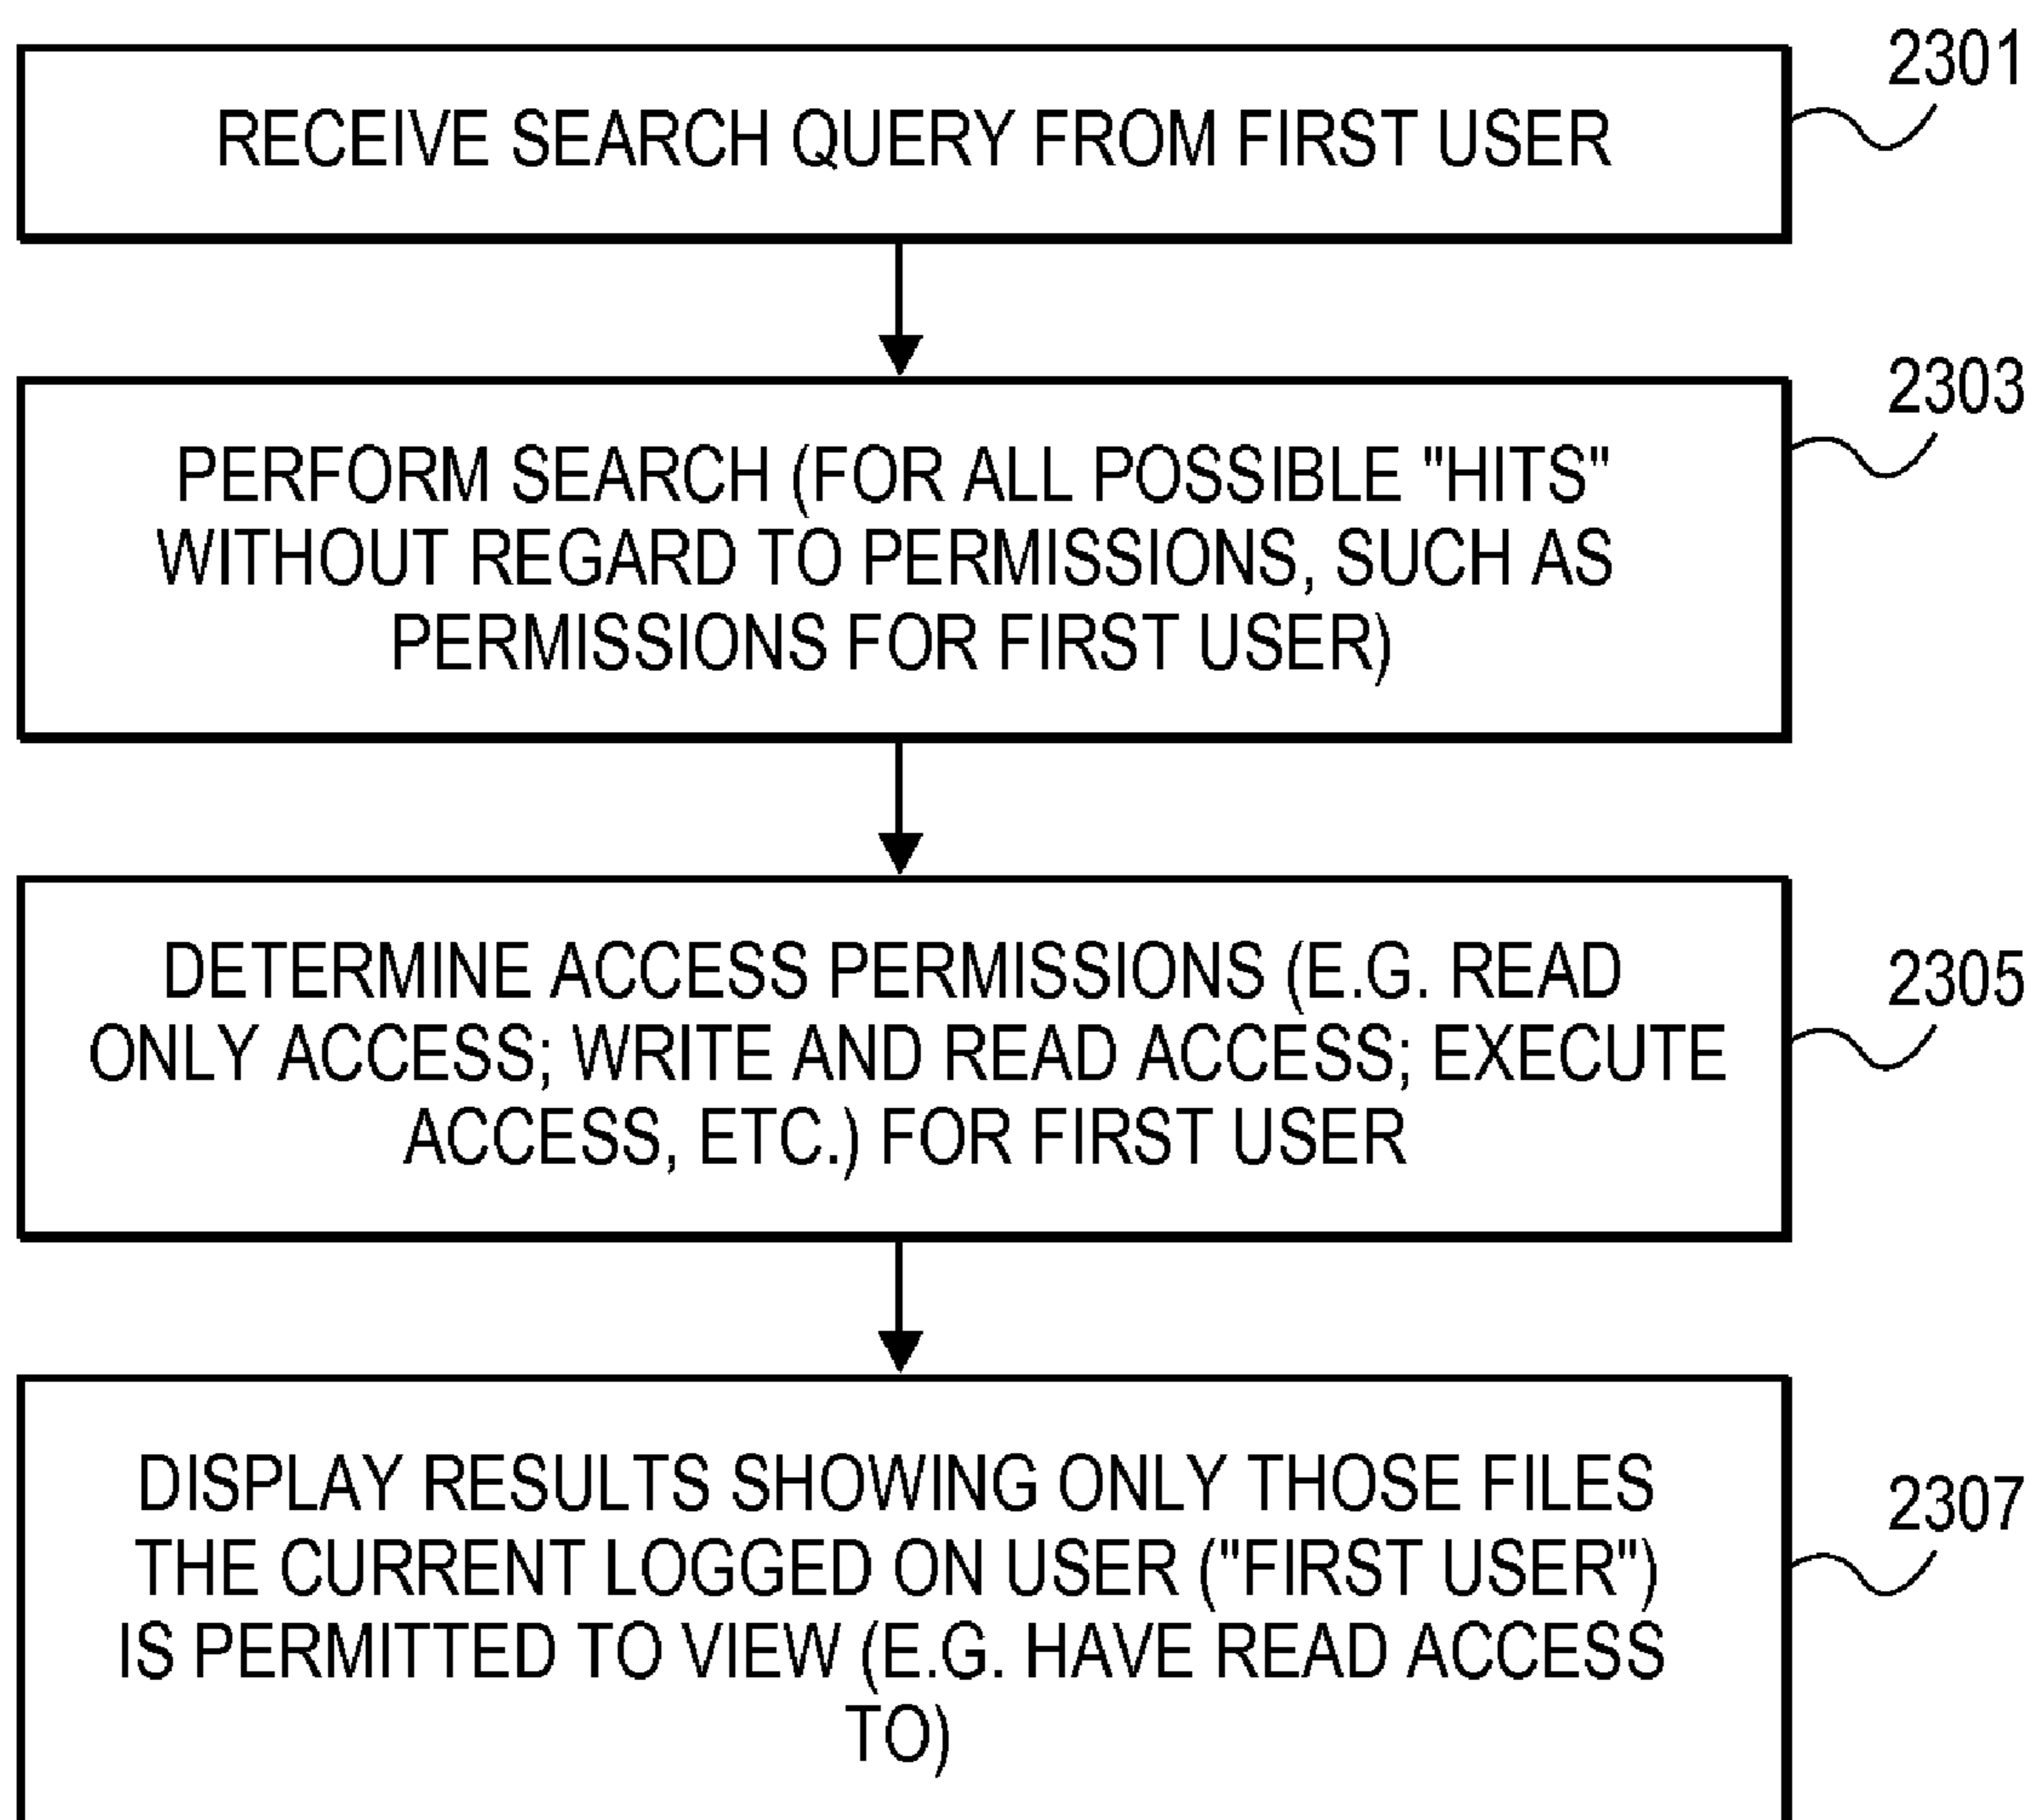 2301
RECEIVE SEARCH QUERY FROM FIRST USER
2303
PERFORM SEARCH (FOR ALL POSSIBLE "HITS"
WITHOUT REGARD TO PERMISSIONS, SUCH AS
PERMISSIONS FOR FIRST USER)
DETERMINE ACCESS PERMISSIONS (E.G. READ
2305
ONLY ACCESS; WRITE AND READ ACCESS; EXECUTE
ACCESS, ETC.) FOR FIRST USER
DISPLAY RESULTS SHOWING ONLY THOSE FILES
2307
THE CURRENT LOGGED ON USER ("FIRST USER")
IS PERMITTED TO VIEW (E.G. HAVE READ ACCESS
TO)